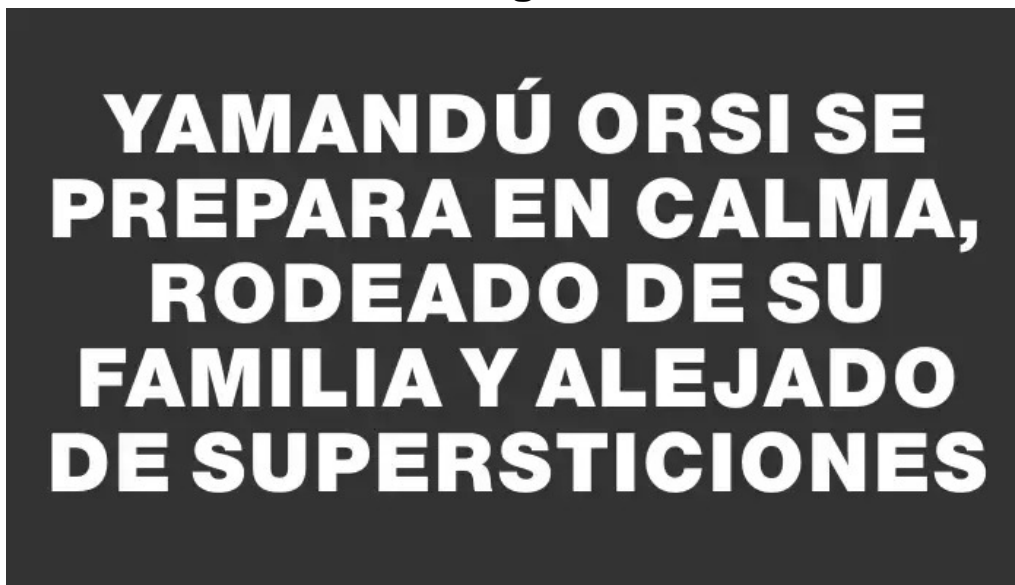 YAMANDÚ ORSI SE
PREPARA EN CALMA,
RODEADO DE SU
FAMILIA Y ALEJADO
DE SUPERSTICIONES